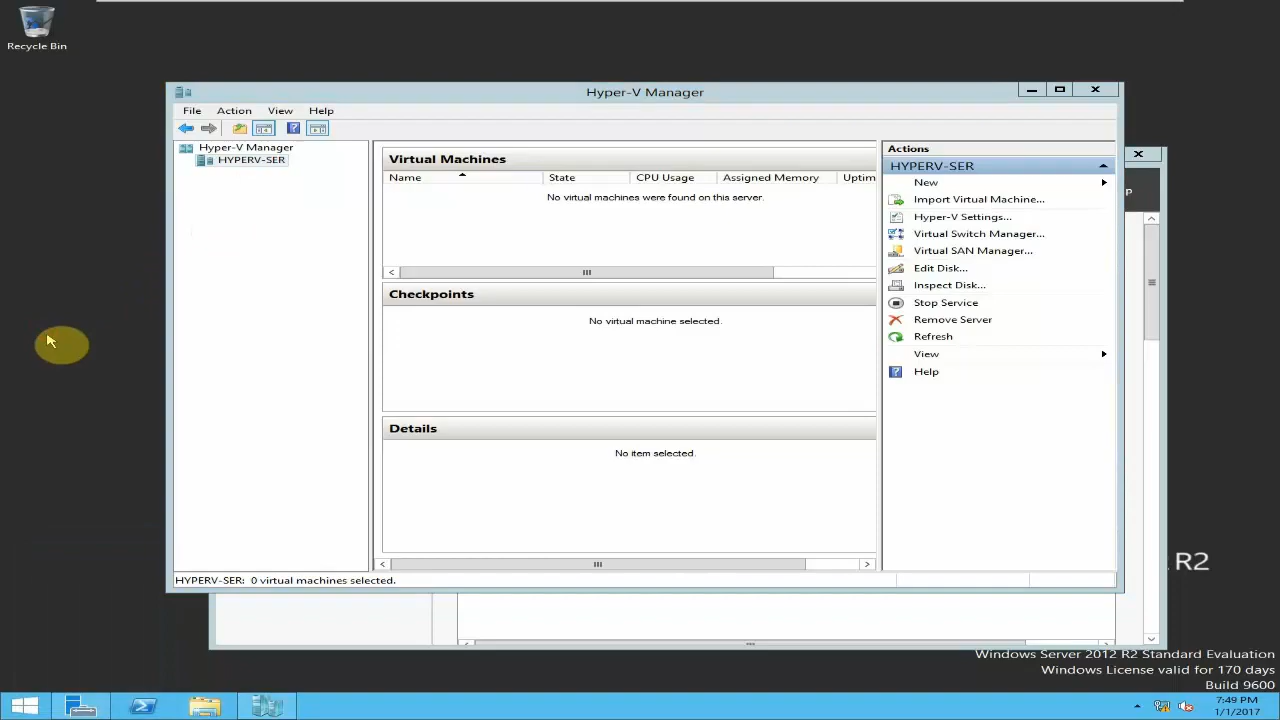 Recycle Bin
Hyper-V Manager
File Action View Help
Hyper-V Manager
HYPERV-SER
Virtual Machines
Name State CPU Usage Assigned Memory Uptim
No virtual machines were found on this server.
Checkpoints
No virtual machine selected.
Details
No item selected.
Actions
HYPERV-SER
New
Import Virtual Machine...
Hyper-V Settings...
Virtual Switch Manager...
Virtual SAN Manager...
Edit Disk...
Inspect Disk...
Stop Service
Remove Server
Refresh
View
Help
HYPERV-SER: 0 virtual machines selected.
p
R2
Windows Server 2012 R2 Standard Evaluation
Windows License valid for 170 days
Build 9600
7:49 PM
1/1/2017